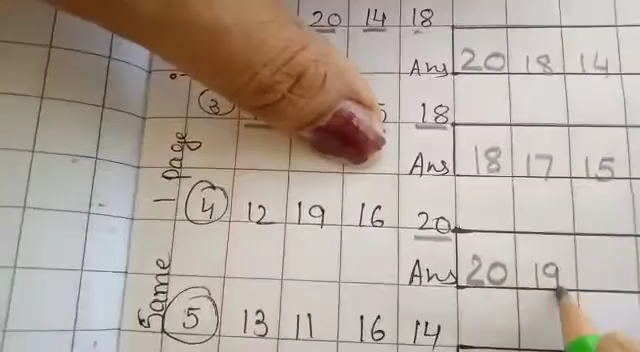 20 14 18
Ans 20 18 14
3 18
Ans 18 17 15
4 12 19 16 20
Ans 20 19
5 13 11 16 14
Same 1 page